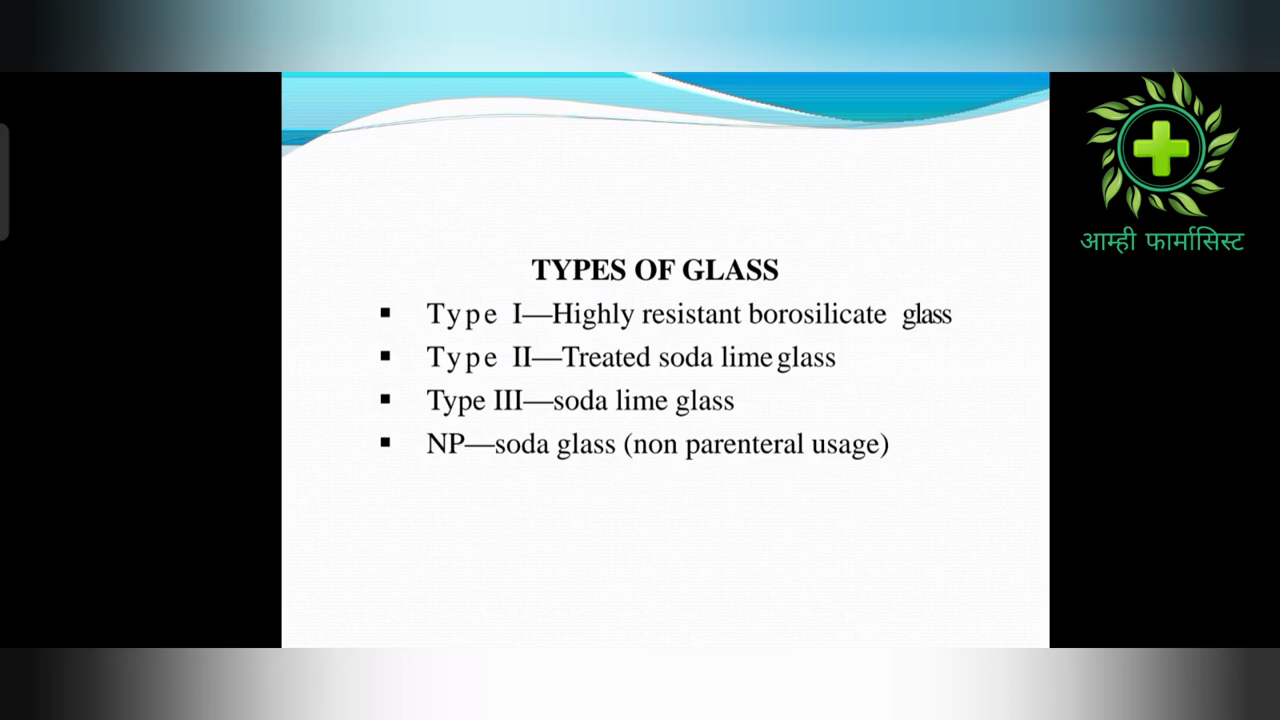 आम्ही फार्मासिस्ट
TYPES OF GLASS
▪ Type I—Highly resistant borosilicate glass
▪ Type II—Treated soda lime glass
▪ Type III—soda lime glass
▪ NP—soda glass (non parenteral usage)